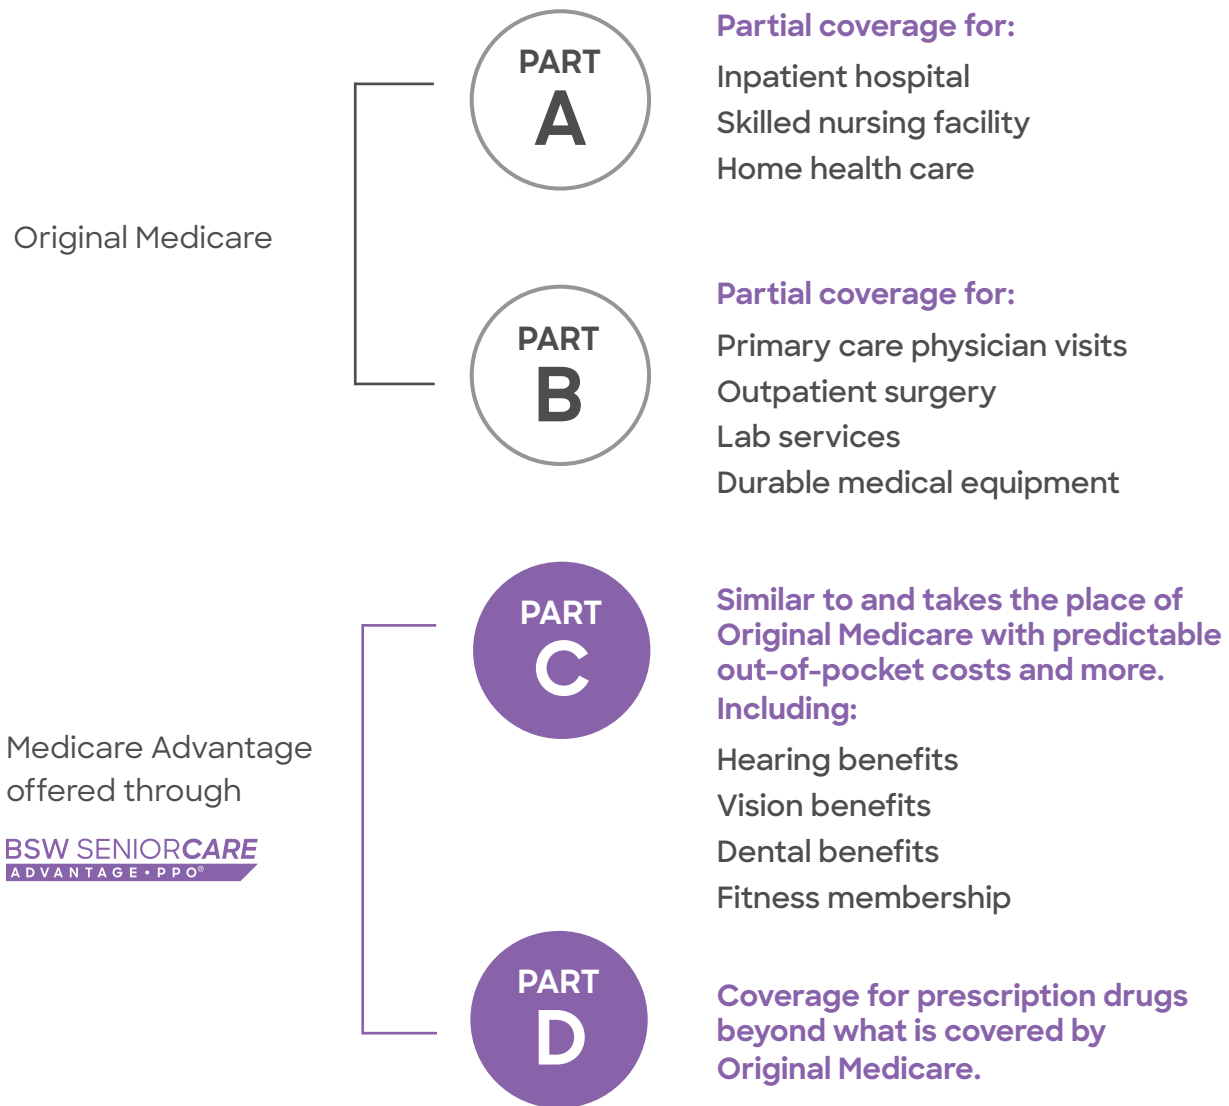 PART
A
Partial coverage for:
Inpatient hospital
Skilled nursing facility
Home health care
Original Medicare
PART
B
Partial coverage for:
Primary care physician visits
Outpatient surgery
Lab services
Durable medical equipment
PART
C
Similar to and takes the place of
Original Medicare with predictable
out-of-pocket costs and more.
Including:
Hearing benefits
Vision benefits
Dental benefits
Fitness membership
Medicare Advantage
offered through
BSW SENIORCARE
ADVANTAGE • PPO®
PART
D
Coverage for prescription drugs
beyond what is covered by
Original Medicare.